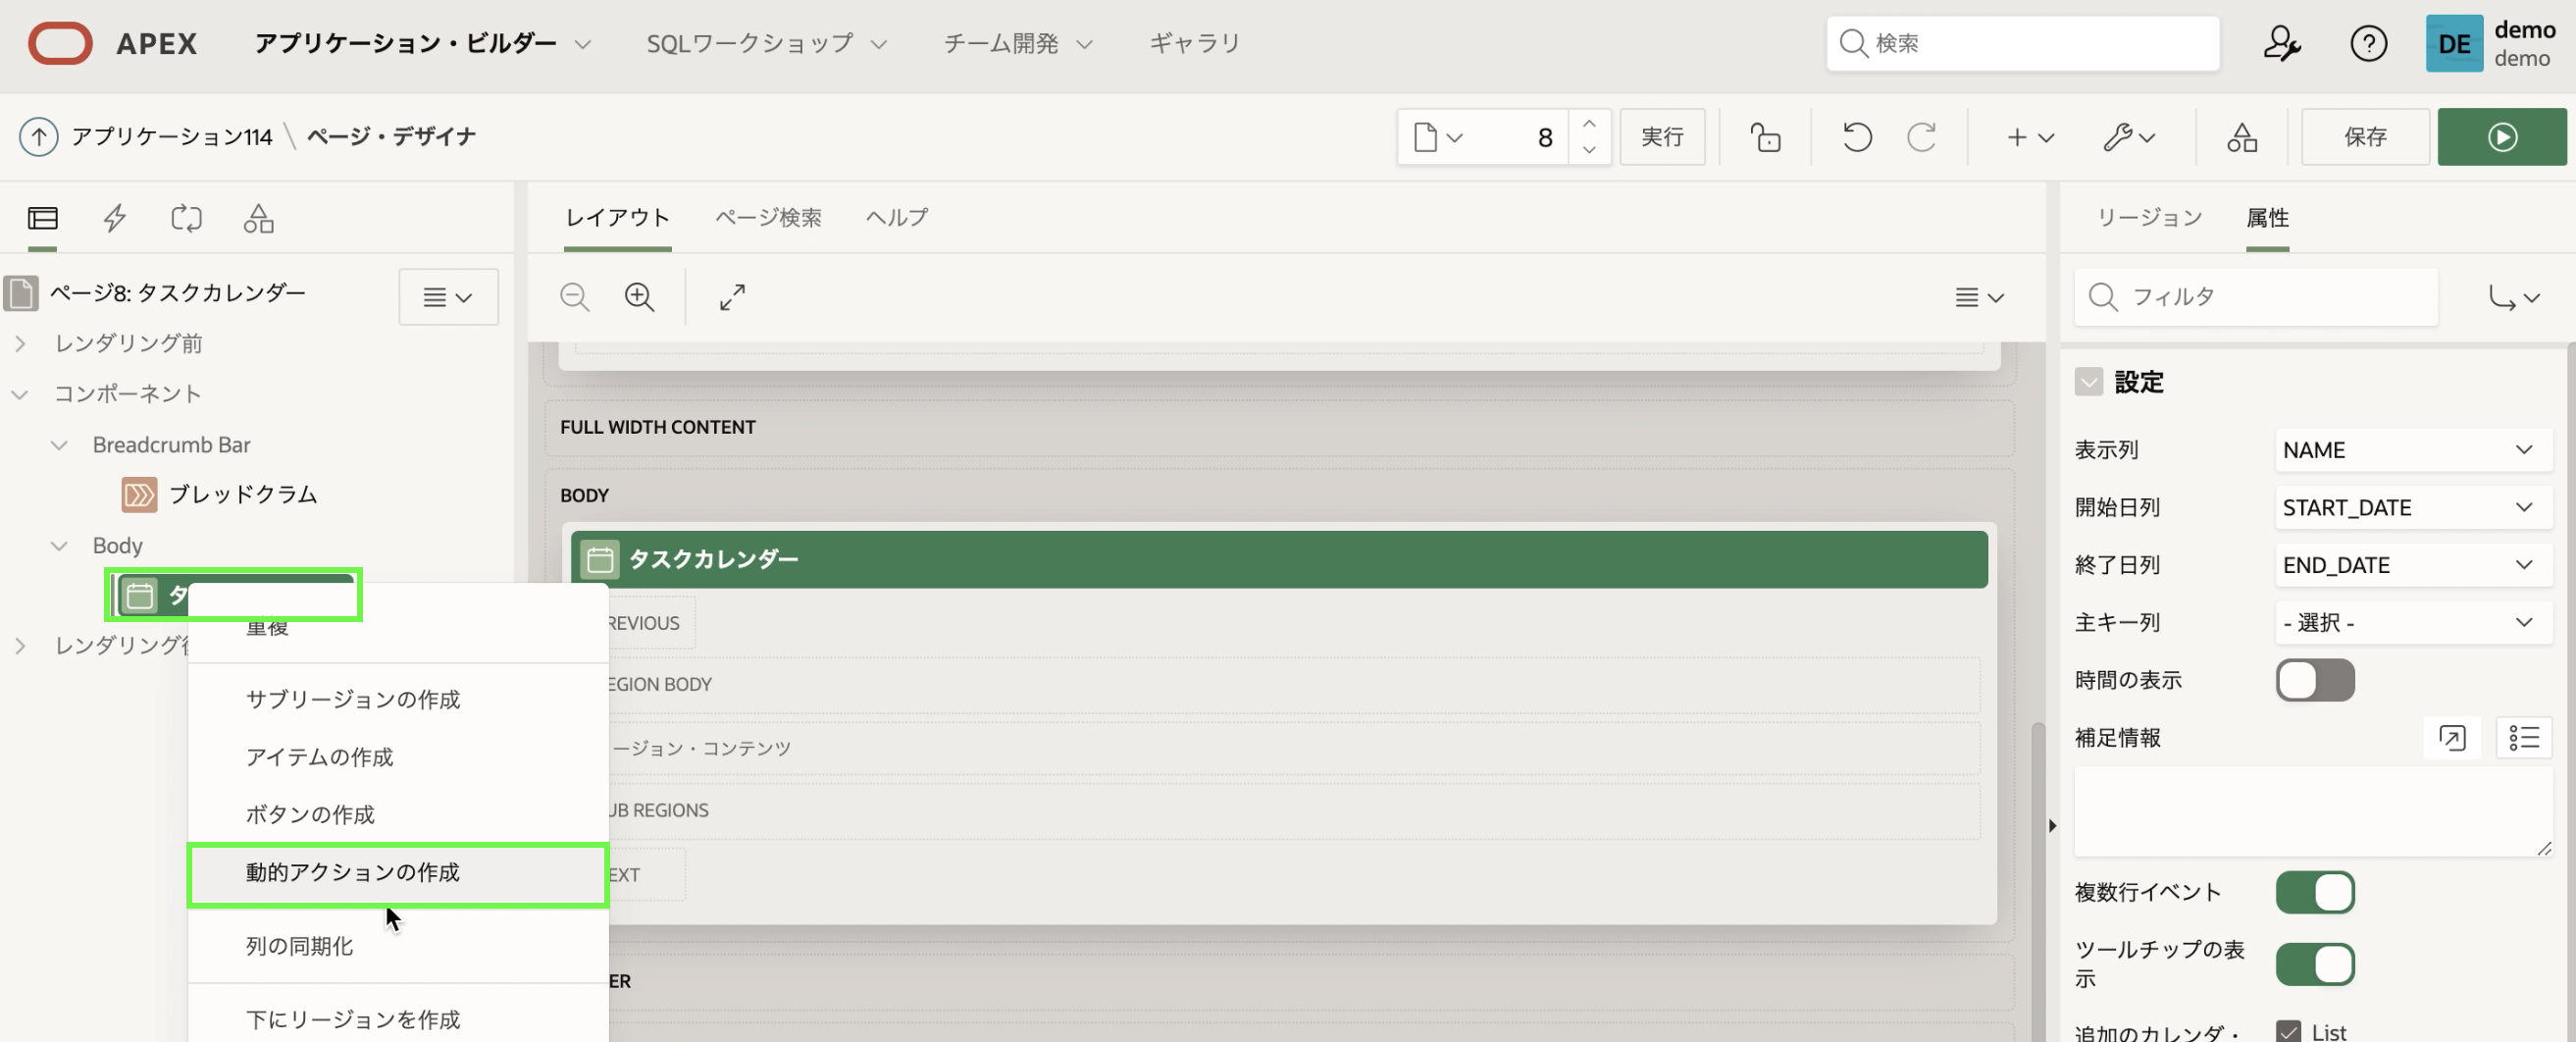 APEX アプリケーション・ビルダー SQLワークショップ チーム開発 ギャラリ 検索 DE demo
demo
アプリケーション114 \ ページ・デザイナ 8 実行 保存
レイアウト ページ検索 ヘルプ リージョン 属性
ページ8: タスクカレンダー フィルタ
レンダリング前
コンポーネント
Breadcrumb Bar
ブレッドクラム
Body
タ
レンダリング
重複
サブリージョンの作成
アイテムの作成
ボタンの作成
動的アクションの作成
列の同期化
下にリージョンを作成
FULL WIDTH CONTENT
BODY
タスクカレンダー
REVIOUS
EGION BODY
ージョン・コンテンツ
UB REGIONS
EXT
ER
設定
表示列 NAME
開始日列 START_DATE
終了日列 END_DATE
主キー列 - 選択 -
時間の表示
補足情報
複数行イベント
ツールチップの表
示
追加のカレンダ・ List